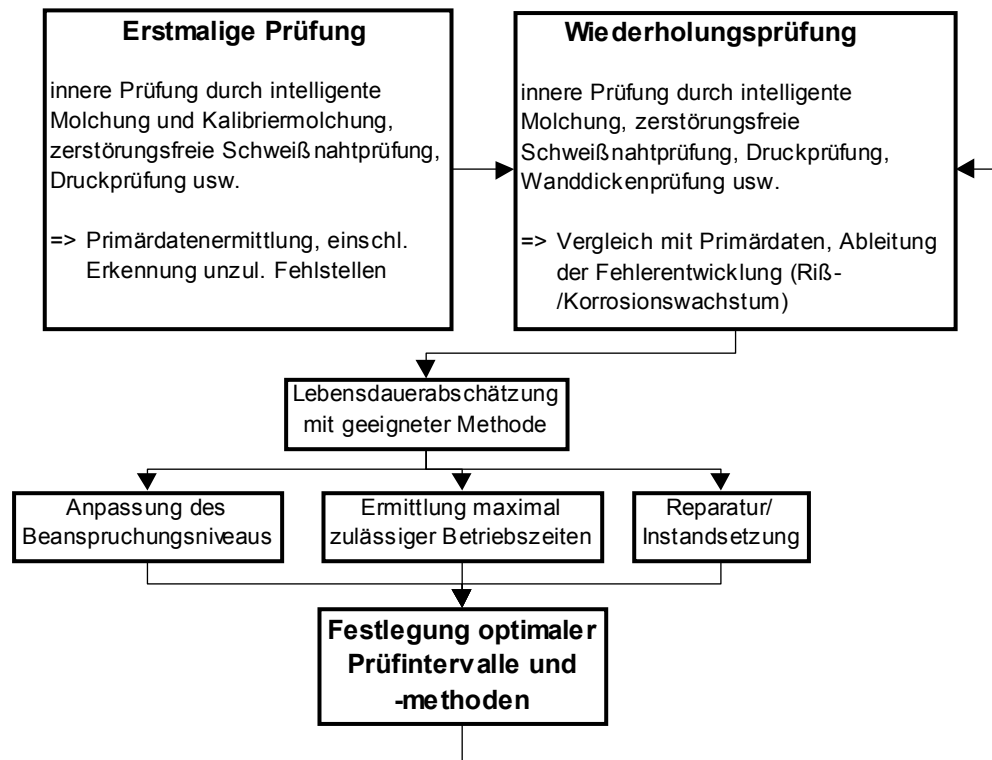 Erstmalige Prüfung
innere Prüfung durch intelligente
Molchung und Kalibriermolchung,
zerstörungsfreie Schweißnahtprüfung,
Druckprüfung usw.
=> Primärdatenermittlung, einschl.
Erkennung unzul. Fehlstellen
Wiederholungsprüfung
innere Prüfung durch intelligente
Molchung, zerstörungsfreie
Schweißnahtprüfung, Druckprüfung,
Wanddickenprüfung usw.
=> Vergleich mit Primärdaten, Ableitung
der Fehlerentwicklung (Riß-
/Korrosionswachstum)
Lebensdauerabschätzung
mit geeigneter Methode
Anpassung des
Beanspruchungsniveaus
Ermittlung maximal
zulässiger Betriebszeiten
Reparatur/
Instandsetzung
Festlegung optimaler
Prüfintervalle und
-methoden